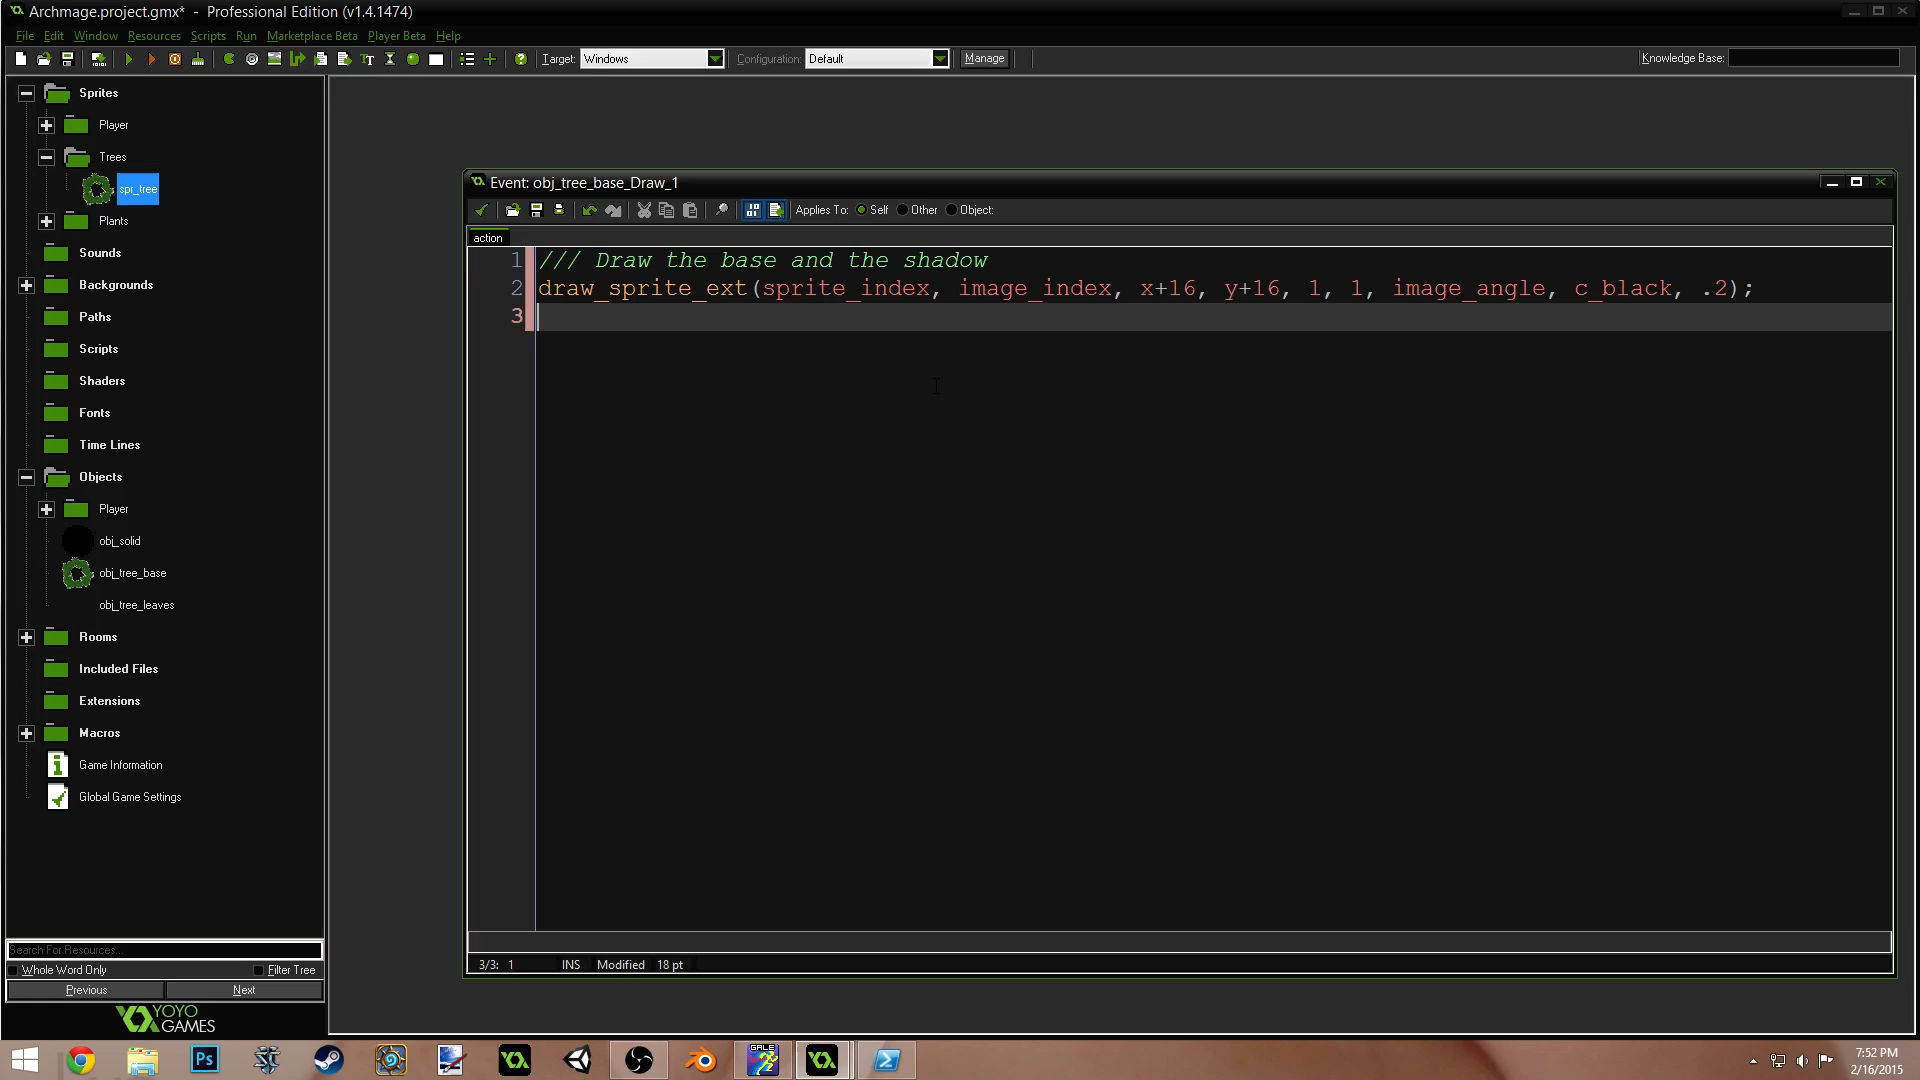 Archmage.project.gmx* - Professional Edition (v1.4.1474)
File Edit Window Resources Scripts Run Marketplace Beta Player Beta Help
Target: Windows Configuration: Default Manage Knowledge Base:
Sprites
Player
Trees
spr_tree
Plants
Sounds
Backgrounds
Paths
Scripts
Shaders
Fonts
Time Lines
Objects
Player
obj_solid
obj_tree_base
obj_tree_leaves
Rooms
Included Files
Extensions
Macros
Game Information
Global Game Settings
Search For Resources...
Whole Word Only Filter Tree
Previous Next
YOYO
GAMES
Event: obj_tree_base_Draw_1
Applies To: Self Other Object:
action
1 /// Draw the base and the shadow
2 draw_sprite_ext(sprite_index, image_index, x+16, y+16, 1, 1, image_angle, c_black, .2);
3
3/3: 1 INS Modified 18 pt
Ps
GALE
7:52 PM
2/16/2015